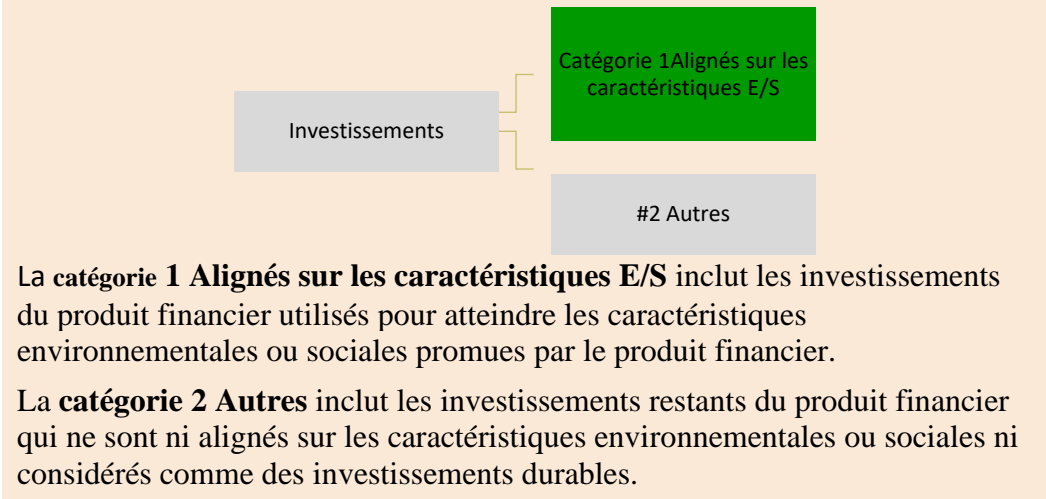 Catégorie 1Alignés sur les
caractéristiques E/S
Investissements
#2 Autres
La catégorie 1 Alignés sur les caractéristiques E/S inclut les investissements
du produit financier utilisés pour atteindre les caractéristiques
environnementales ou sociales promues par le produit financier.
La catégorie 2 Autres inclut les investissements restants du produit financier
qui ne sont ni alignés sur les caractéristiques environnementales ou sociales ni
considérés comme des investissements durables.